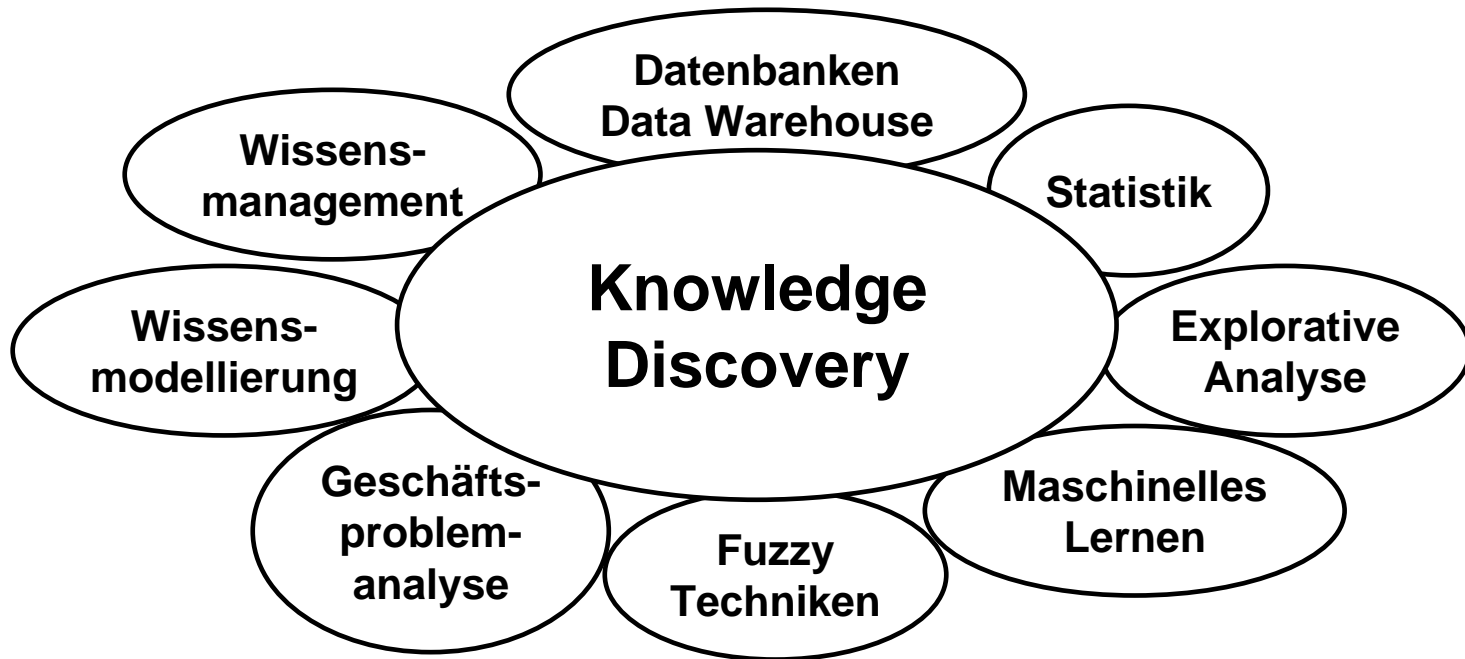 Datenbanken
Data Warehouse
Wissens-
management
Statistik
Knowledge
Discovery
Wissens-
modellierung
Explorative
Analyse
Geschäfts-
problem-
analyse
Maschinelles
Lernen
Fuzzy
Techniken